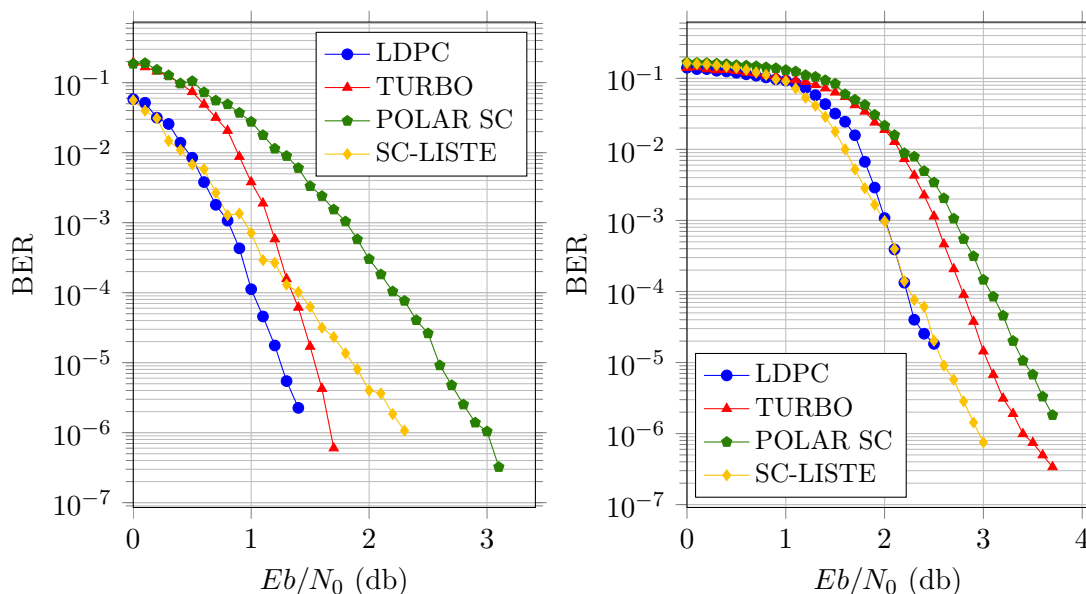 10^−1
10^−2
10^−3
10^−4
10^−5
10^−6
10^−7
BER
LDPC
TURBO
POLAR SC
SC-LISTE
0 1 2 3
Eb/N_0 (db)
10^−1
10^−2
10^−3
10^−4
10^−5
10^−6
10^−7
BER
LDPC
TURBO
POLAR SC
SC-LISTE
0 1 2 3 4
Eb/N_0 (db)